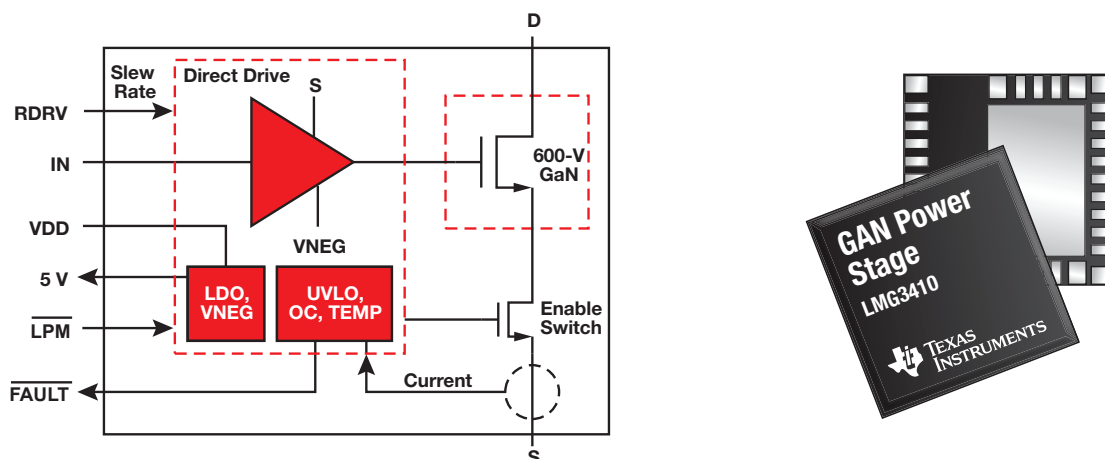 D
Slew
Rate
Direct Drive
S
RDRV
IN
600-V
GaN
VDD
VNEG
5 V
LDO,
VNEG
UVLO,
OC, TEMP
Enable
Switch
LPM
Current
FAULT
S
GAN Power
Stage
LMG3410
TEXAS
INSTRUMENTS